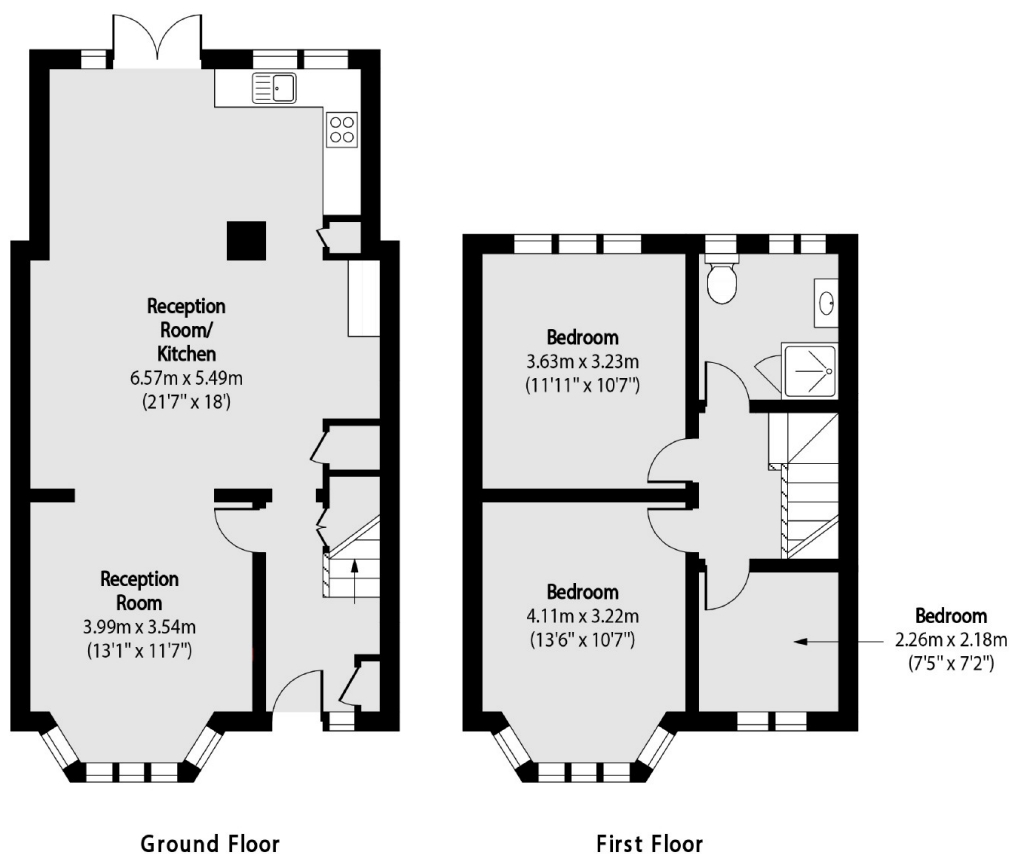 Reception
Room/
Kitchen
6.57m x 5.49m
(21'7" x 18')
Reception
Room
3.99m x 3.54m
(13'1" x 11'7")
Ground Floor
Bedroom
3.63m x 3.23m
(11'11" x 10'7")
Bedroom
4.11m x 3.22m
(13'6" x 10'7")
Bedroom
2.26m x 2.18m
(7'5" x 7'2")
First Floor